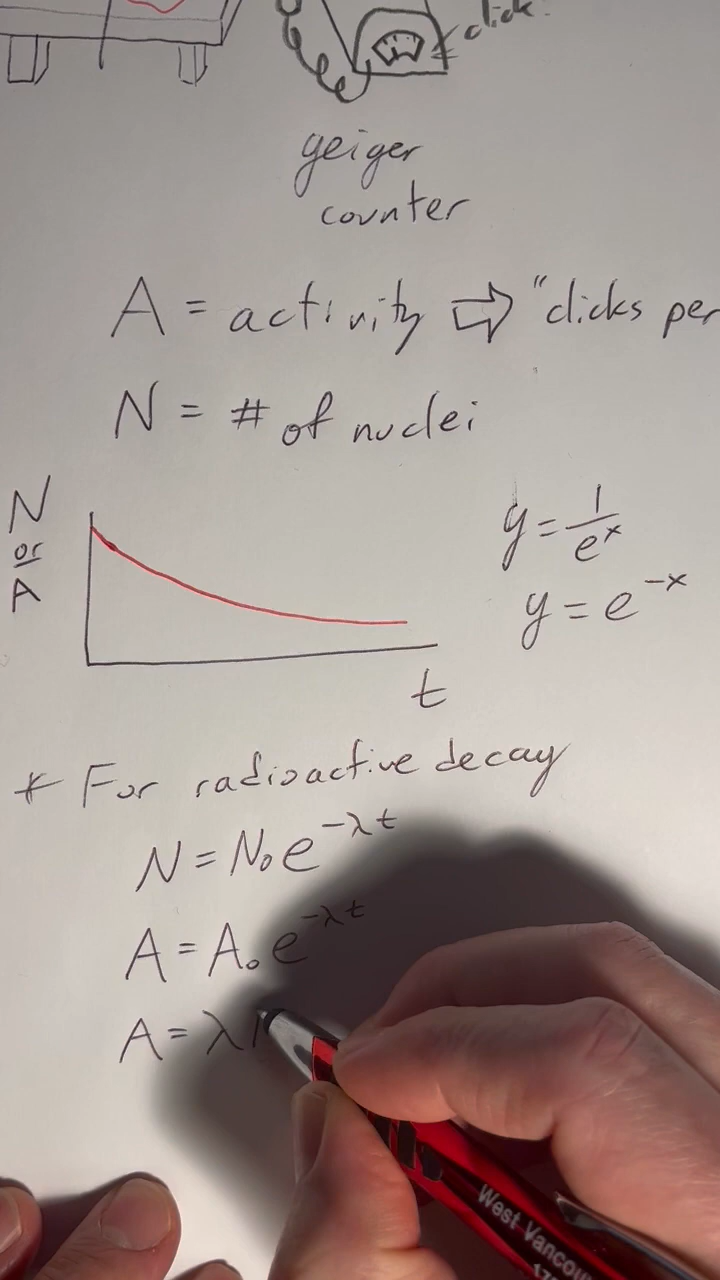 click.
geiger
counter
A = activity ⇨ "clicks per
N = # of nuclei
N
or
A
t
y = 1/eˣ
y = e⁻ˣ
* For radioactive decay
N = N₀e^(-λt)
A = A₀e^(-λt)
A = λ
West Vancou